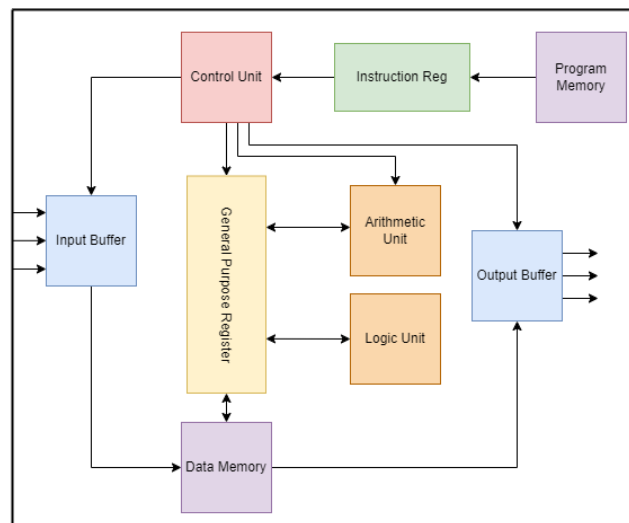 Control Unit
Instruction Reg
Program
Memory
Input Buffer
General Purpose Register
Arithmetic
Unit
Output Buffer
Logic Unit
Data Memory